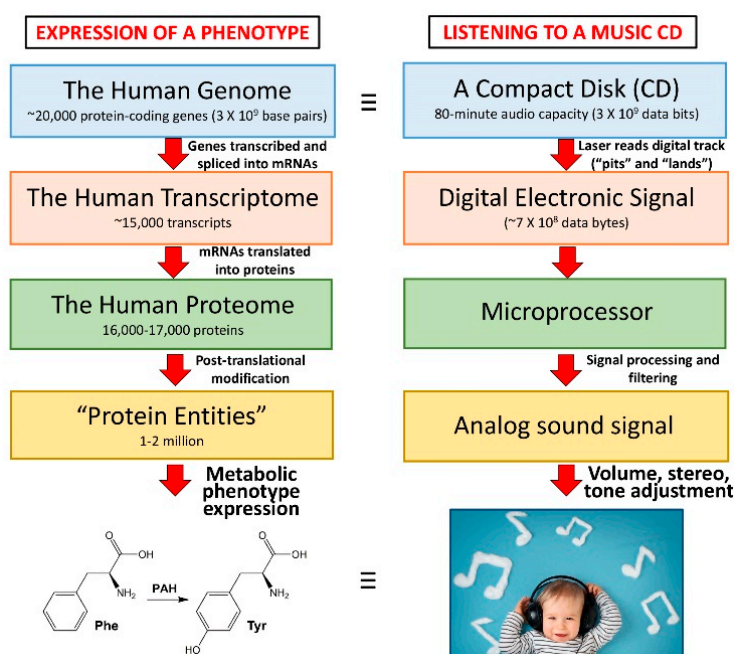 EXPRESSION OF A PHENOTYPE
The Human Genome
~20,000 protein-coding genes (3 X 10⁹ base pairs)
Genes transcribed and
spliced into mRNAs
The Human Transcriptome
~15,000 transcripts
mRNAs translated
into proteins
The Human Proteome
16,000-17,000 proteins
Post-translational
modification
“Protein Entities”
1-2 million
Metabolic
phenotype
expression
O
OH
NH₂
Phe
PAH
O
OH
NH₂
Tyr
HO
≡
≡
LISTENING TO A MUSIC CD
A Compact Disk (CD)
80-minute audio capacity (3 X 10⁹ data bits)
Laser reads digital track
(“pits” and “lands”)
Digital Electronic Signal
(~7 X 10⁸ data bytes)
Microprocessor
Signal processing and
filtering
Analog sound signal
Volume, stereo,
tone adjustment